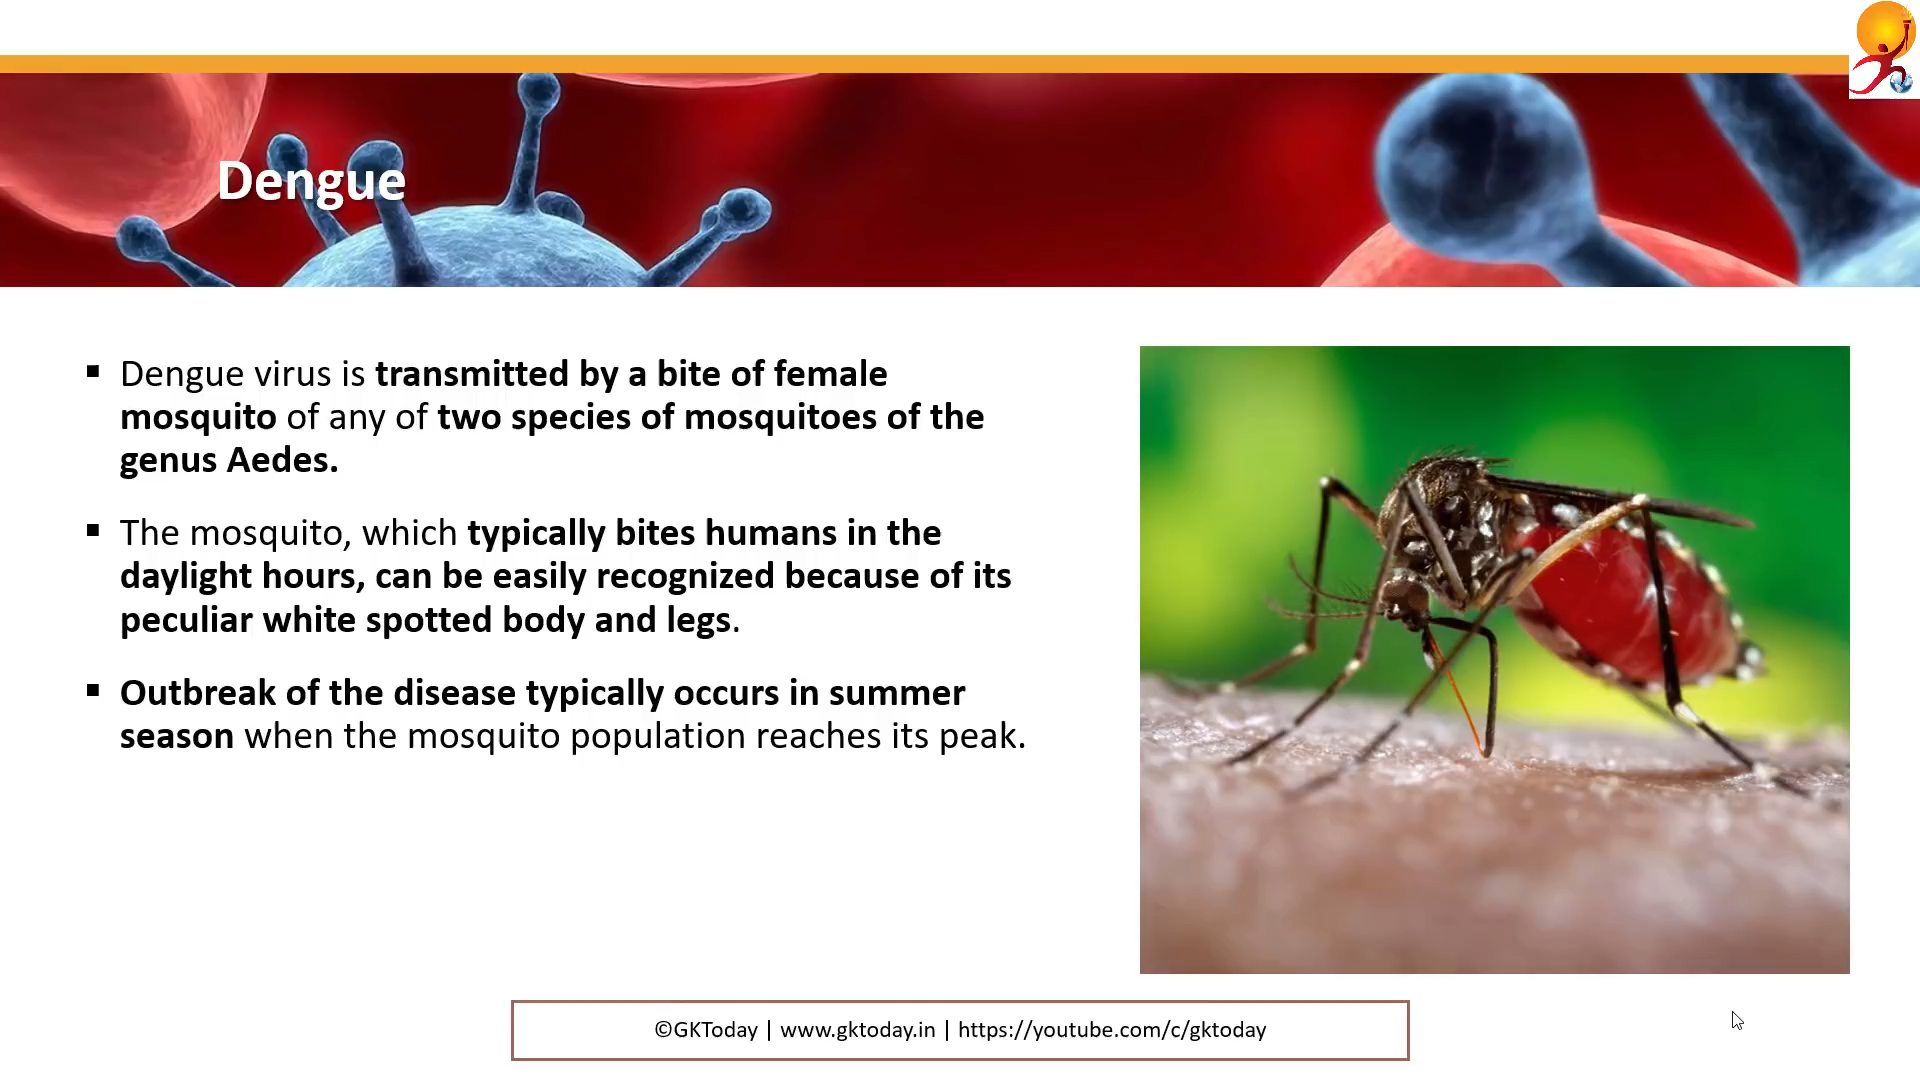 Dengue
▪ Dengue virus is transmitted by a bite of female
mosquito of any of two species of mosquitoes of the
genus Aedes.
▪ The mosquito, which typically bites humans in the
daylight hours, can be easily recognized because of its
peculiar white spotted body and legs.
▪ Outbreak of the disease typically occurs in summer
season when the mosquito population reaches its peak.
©GKToday | www.gktoday.in | https://youtube.com/c/gktoday